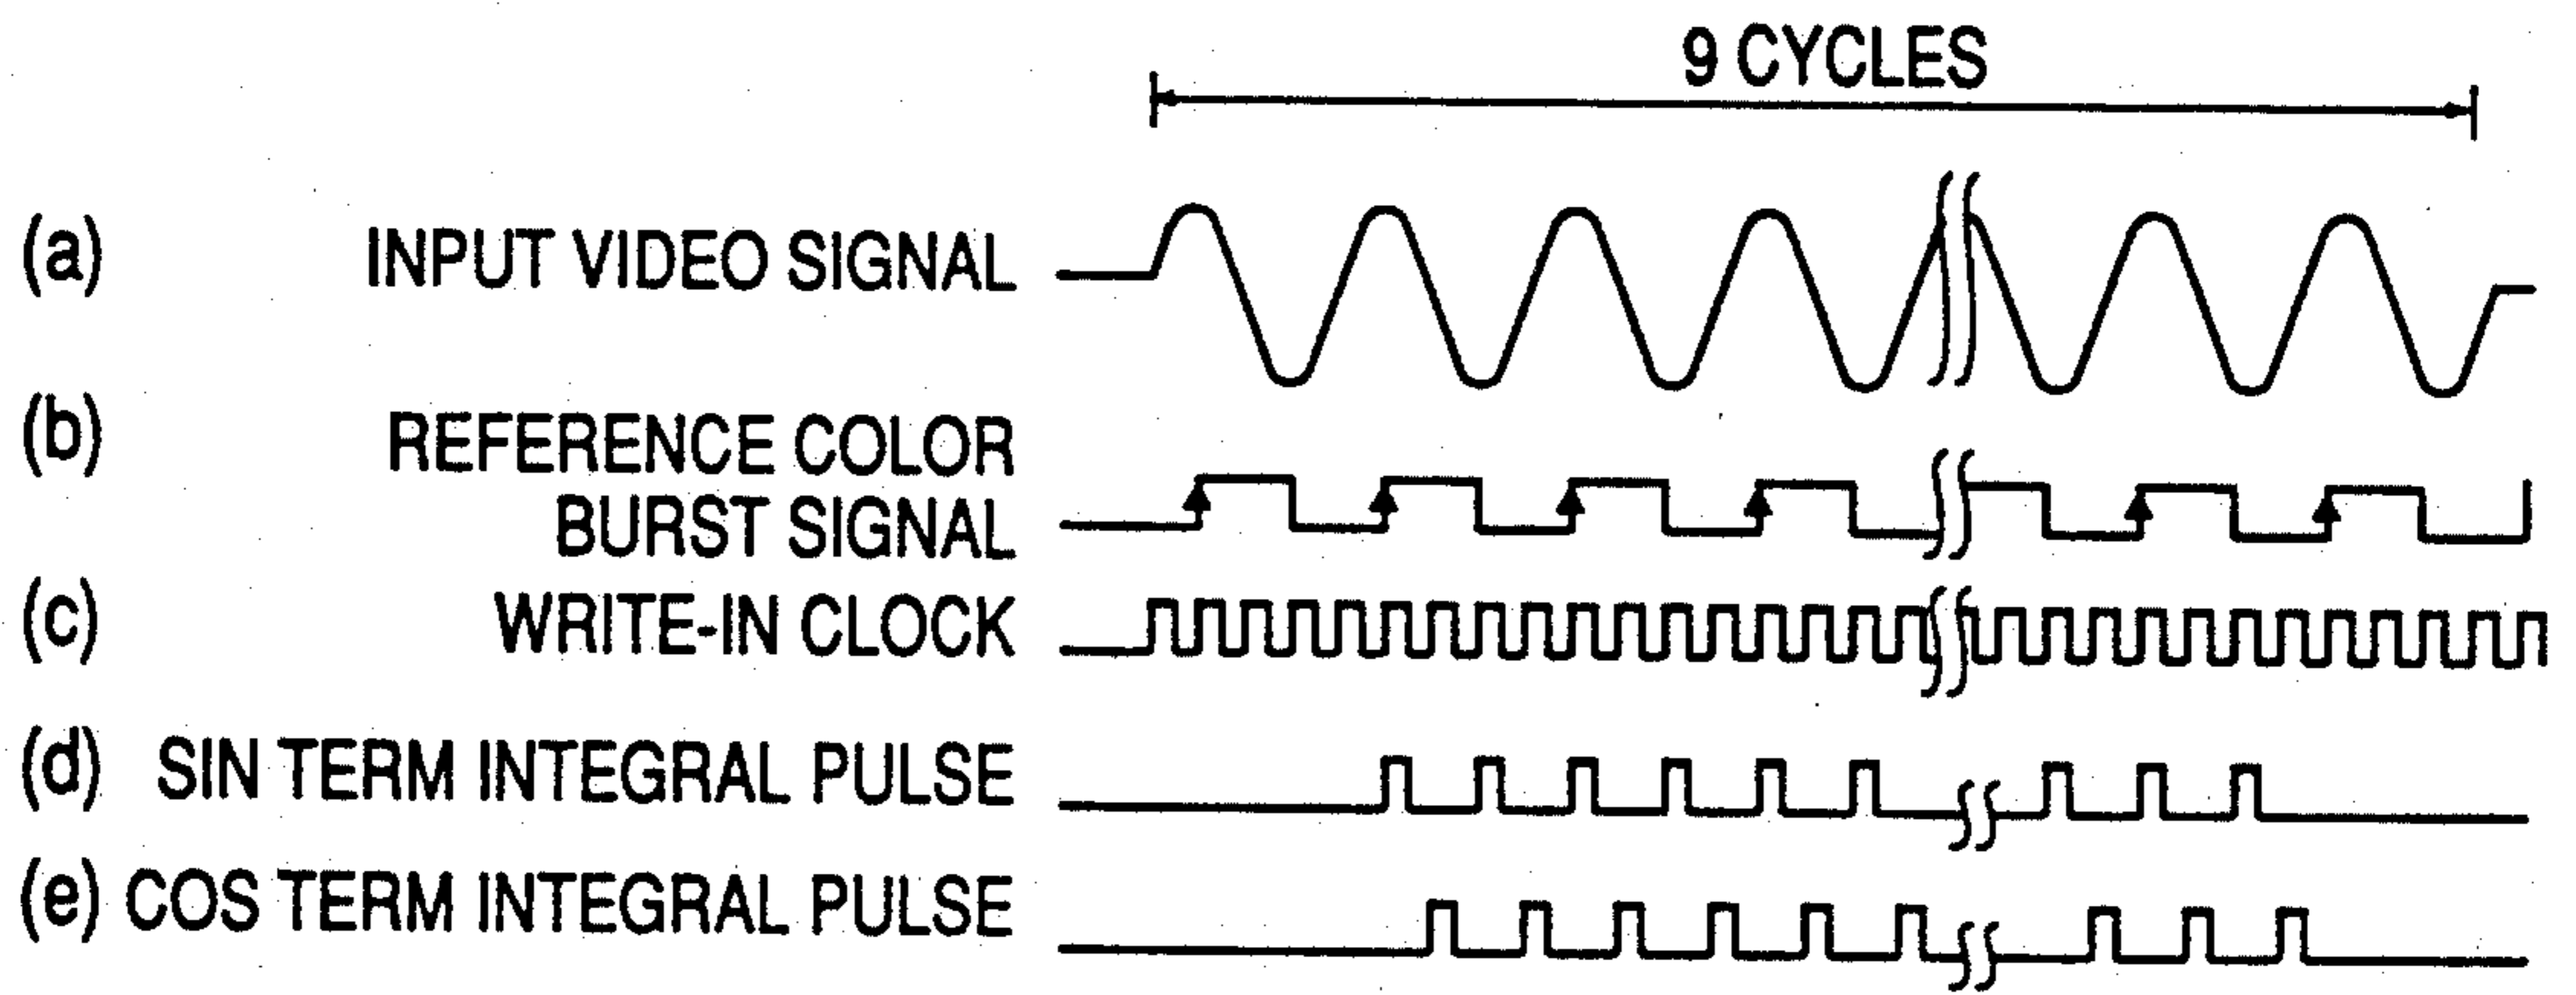 9 CYCLES
(a) INPUT VIDEO SIGNAL
(b) REFERENCE COLOR
BURST SIGNAL
(c) WRITE-IN CLOCK
(d) SIN TERM INTEGRAL PULSE
(e) COS TERM INTEGRAL PULSE